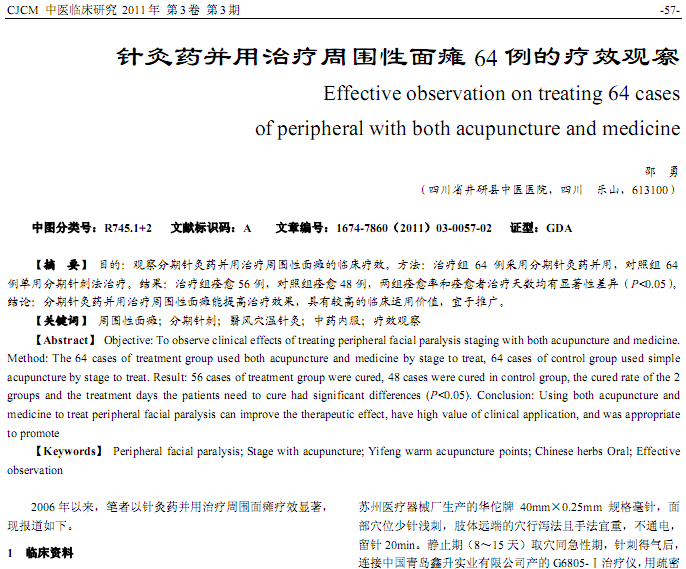 CJCM 中医临床研究 2011 年 第 3 卷 第 3 期 -57-
针灸药并用治疗周围性面瘫 64 例的疗效观察
Effective observation on treating 64 cases
of peripheral with both acupuncture and medicine
邵 勇
（四川省井研县中医医院，四川 乐山，613100）
中图分类号：R745.1+2 文献标识码：A 文章编号：1674-7860（2011）03-0057-02 证型：GDA
【摘 要】目的：观察分期针灸药并用治疗周围性面瘫的临床疗效。方法：治疗组 64 例采用分期针灸药并用，对照组 64
例单用分期针刺法治疗。结果：治疗组痊愈 56 例，对照组痊愈 48 例，两组痊愈率和痊愈者治疗天数均有显著性差异（P<0.05）。
结论：分期针灸药并用治疗周围性面瘫能提高治疗效果，具有较高的临床运用价值，宜于推广。
【关键词】周围性面瘫；分期针刺；翳风穴温针灸；中药内服；疗效观察
【Abstract】Objective: To observe clinical effects of treating peripheral facial paralysis staging with both acupuncture and medicine.
Method: The 64 cases of treatment group used both acupuncture and medicine by stage to treat, 64 cases of control group used simple
acupuncture by stage to treat. Result: 56 cases of treatment group were cured, 48 cases were cured in control group, the cured rate of the 2
groups and the treatment days the patients need to cure had significant differences (P<0.05). Conclusion: Using both acupuncture and
medicine to treat peripheral facial paralysis can improve the therapeutic effect, have high value of clinical application, and was appropriate
to promote
【Keywords】Peripheral facial paralysis; Stage with acupuncture; Yifeng warm acupuncture points; Chinese herbs Oral; Effective
observation
2006 年以来，笔者以针灸药并用治疗周围面瘫疗效显著，
现报道如下。
1 临床资料
苏州医疗器械厂生产的华佗牌 40mm×0.25mm 规格毫针，面
部穴位少针浅刺，肢体远端的穴行泻法且手法宜重，不通电，
留针 20min。静止期（8～15 天）取穴同急性期，针刺得气后，
连接中国青岛鑫升实业有限公司产的 G6805-Ⅰ治疗仪，用疏密